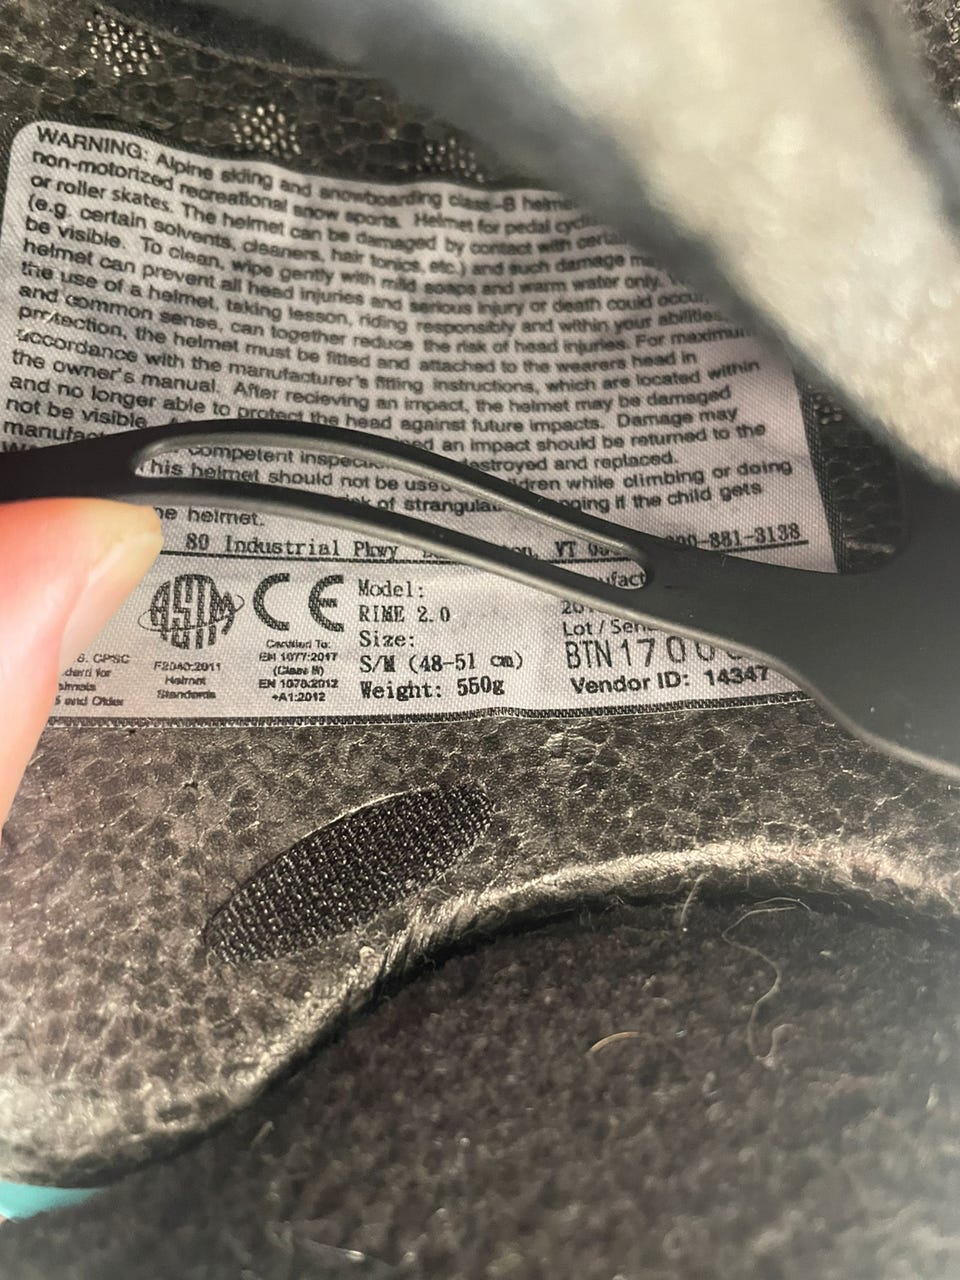 WARNING: Alpine skiing and snowboarding class-B
non-motorized recreational snow sports. Helmet for pedal
or roller skates. The helmet can be damaged by contact with
(e.g. certain solvents, cleaners, hair tonics, etc.) and such damage
be visible. To clean, wipe gently with mild soaps and warm water only.
helmet can prevent all head injuries and serious injury or death could occur.
the use of a helmet, taking lesson, riding responsibly and within your abilities
and common sense, can together reduce the risk of head injuries. For maximum
protection, the helmet must be fitted and attached to the wearers head in
accordance with the manufacturer's fitting instructions, which are located within
the owner's manual. After recieving an impact, the helmet may be damaged
and no longer able to protect the head against future impacts. Damage may
not be visible. an impact should be returned to the
competent destroyed and replaced.
This helmet should not be used while climbing or doing
of if the child gets
helmet.
80 Industrial Pkwy VT -881-3138
ASTM CE Model:
RIME 2.0
Size:
S/M (48-51 cm)
Weight: 550g
Certified To:
EN 1077:2017
(Class B)
EN 1078:2012
+A1:2012
F2040:2011
Helmet
Standards
CPSC
for
and Older
Lot /
BTN170
Vendor ID: 14347